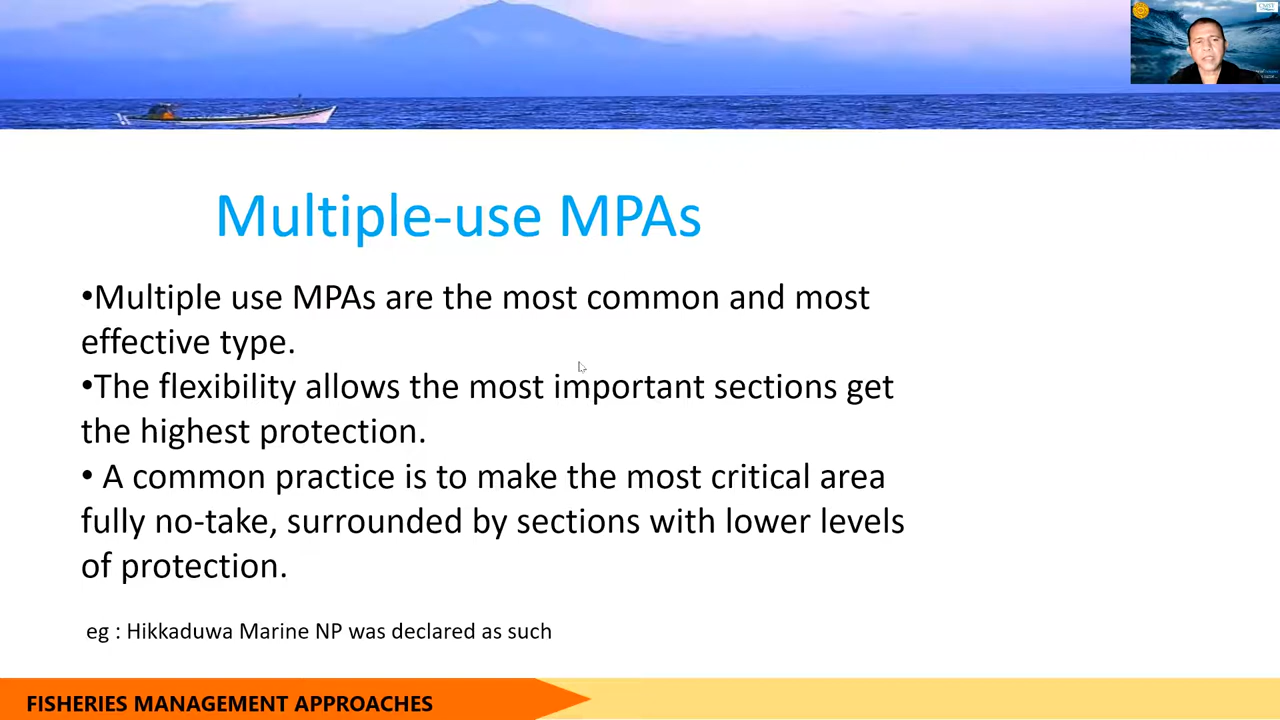 Multiple-use MPAs
•Multiple use MPAs are the most common and most
effective type.
•The flexibility allows the most important sections get
the highest protection.
• A common practice is to make the most critical area
fully no-take, surrounded by sections with lower levels
of protection.
eg : Hikkaduwa Marine NP was declared as such
FISHERIES MANAGEMENT APPROACHES